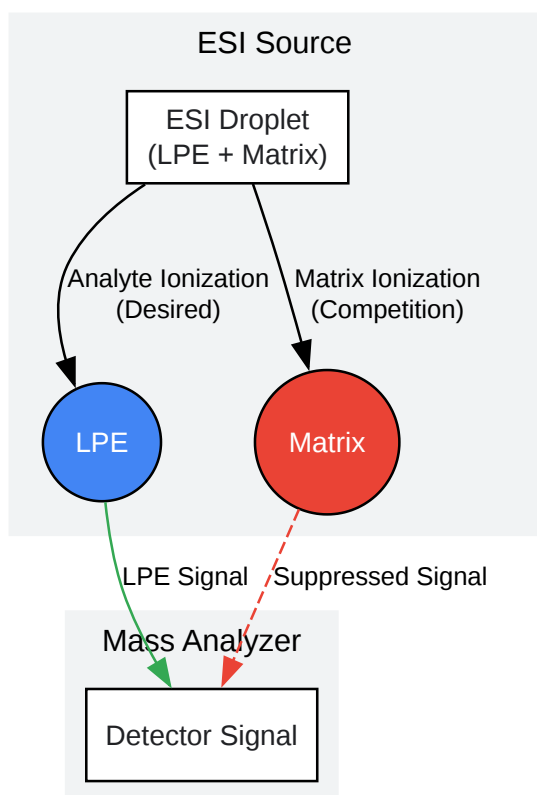 ESI Source
ESI Droplet
(LPE + Matrix)
Analyte Ionization
(Desired)
Matrix Ionization
(Competition)
LPE
Matrix
LPE Signal
Suppressed Signal
Mass Analyzer
Detector Signal